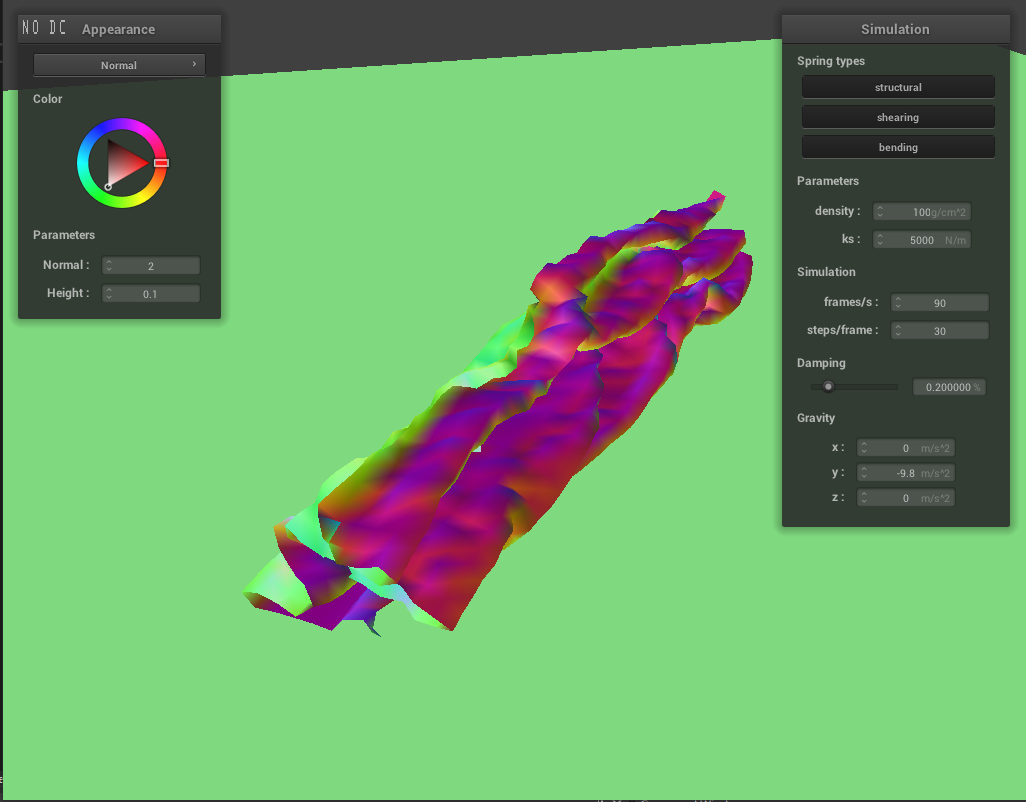 NO DC
Appearance
Normal
Color
Parameters
Normal : 2
Height : 0.1
Simulation
Spring types
structural
shearing
bending
Parameters
density : 100 g/cm^2
ks : 5000 N/m
Simulation
frames/s : 90
steps/frame : 30
Damping
0.200000 %
Gravity
x : 0 m/s^2
y : -9.8 m/s^2
z : 0 m/s^2